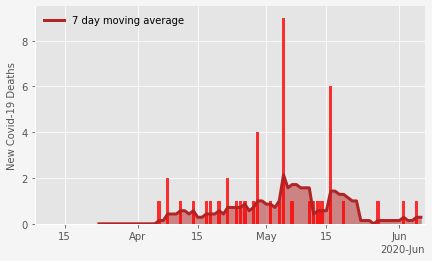 7 day moving average
New Covid-19 Deaths
8
6
4
2
0
15
Apr
15
May
15
Jun
2020-Jun